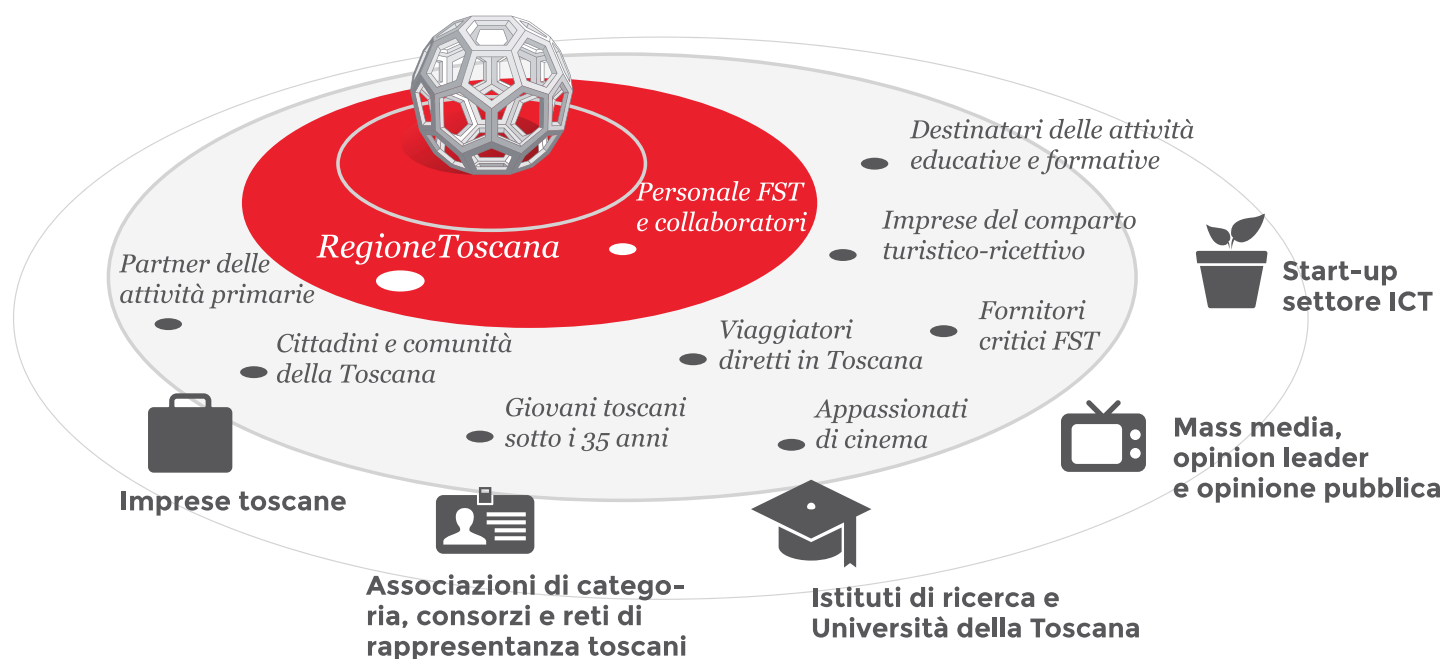 Destinatari delle attività
educative e formative
Personale FST
e collaboratori
Imprese del comparto
turistico-ricettivo
RegioneToscana
Partner delle
attività primarie
Start-up
settore ICT
Fornitori
critici FST
Viaggiatori
diretti in Toscana
Cittadini e comunità
della Toscana
Giovani toscani
sotto i 35 anni
Appassionati
di cinema
Mass media,
opinion leader
e opinione pubblica
Imprese toscane
Associazioni di catego-
ria, consorzi e reti di
rappresentanza toscani
Istituti di ricerca e
Università della Toscana